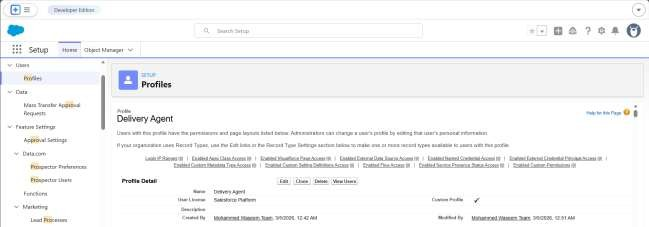 Developer Edition
Search Setup
Setup
Home
Object Manager
Users
Profiles
Data
Mass Transfer Approval
Requests
Feature Settings
Approval Settings
Data.com
Prospector Preferences
Prospector Users
Functions
Marketing
Lead Processes
SETUP
Profiles
Profile
Delivery Agent
Help for this Page
Users with this profile have the permissions and page layouts listed below. Administrators can change a user's profile by editing that user's personal information.
If your organization uses Record Types, use the Edit links in the Record Type Settings section below to make one or more record types available to users with this profile.
Login IP Ranges [0] | Enabled Apex Class Access [0] | Enabled Visualforce Page Access [0] | Enabled External Data Source Access [0] | Enabled Named Credential Access [0] | Enabled External Credential Principal Access [0] |
Enabled Custom Metadata Type Access [0] | Enabled Custom Setting Definitions Access [0] | Enabled Flow Access [0] | Enabled Service Presence Status Access [0] | Enabled Custom Permissions [0]
Profile Detail
Edit Clone Delete View Users
Name Delivery Agent
User License Salesforce Platform Custom Profile
Description
Created By Mohammed Waseem Team, 12:42 AM Modified By Mohammed Waseem Team, 12:51 AM